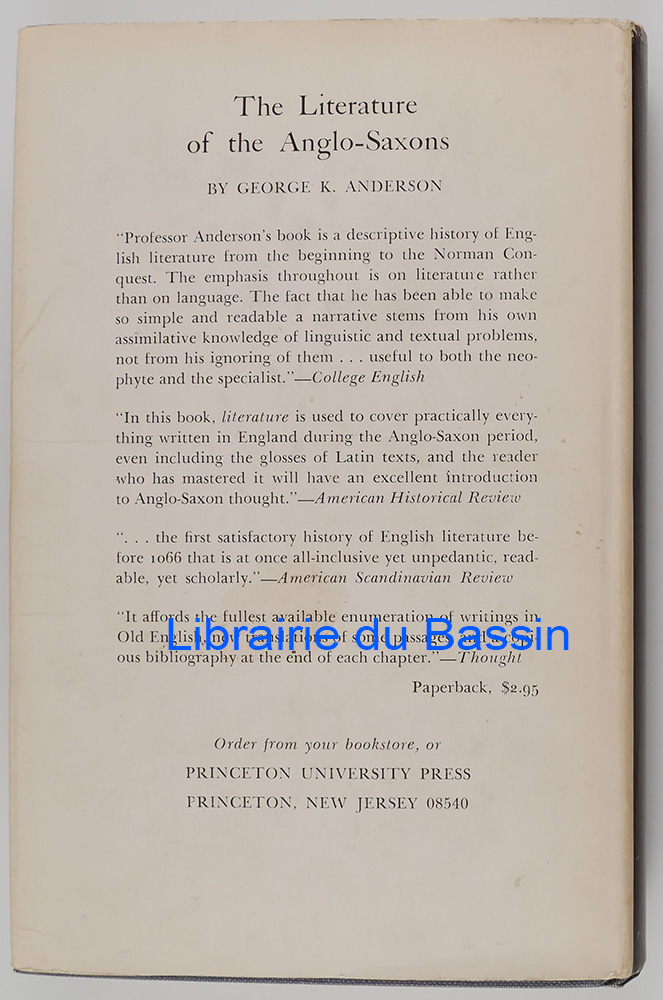 The Literature
of the Anglo-Saxons
BY GEORGE K. ANDERSON
“Professor Anderson's book is a descriptive history of Eng-
lish literature from the beginning to the Norman Con-
quest. The emphasis throughout is on literature rather
than on language. The fact that he has been able to make
so simple and readable a narrative stems from his own
assimilative knowledge of linguistic and textual problems,
not from his ignoring of them . . . useful to both the neo-
phyte and the specialist.”—College English
“In this book, literature is used to cover practically every-
thing written in England during the Anglo-Saxon period,
even including the glosses of Latin texts, and the reader
who has mastered it will have an excellent introduction
to Anglo-Saxon thought.”—American Historical Review
“. . . the first satisfactory history of English literature be-
fore 1066 that is at once all-inclusive yet unpedantic, read-
able, yet scholarly.”—American Scandinavian Review
“It affords the fullest available enumeration of writings in
Old English, new translations of some passages, and a copi-
ous bibliography at the end of each chapter.”—Thought
Librairie du Bassin
Paperback, $2.95
Order from your bookstore, or
PRINCETON UNIVERSITY PRESS
PRINCETON, NEW JERSEY 08540